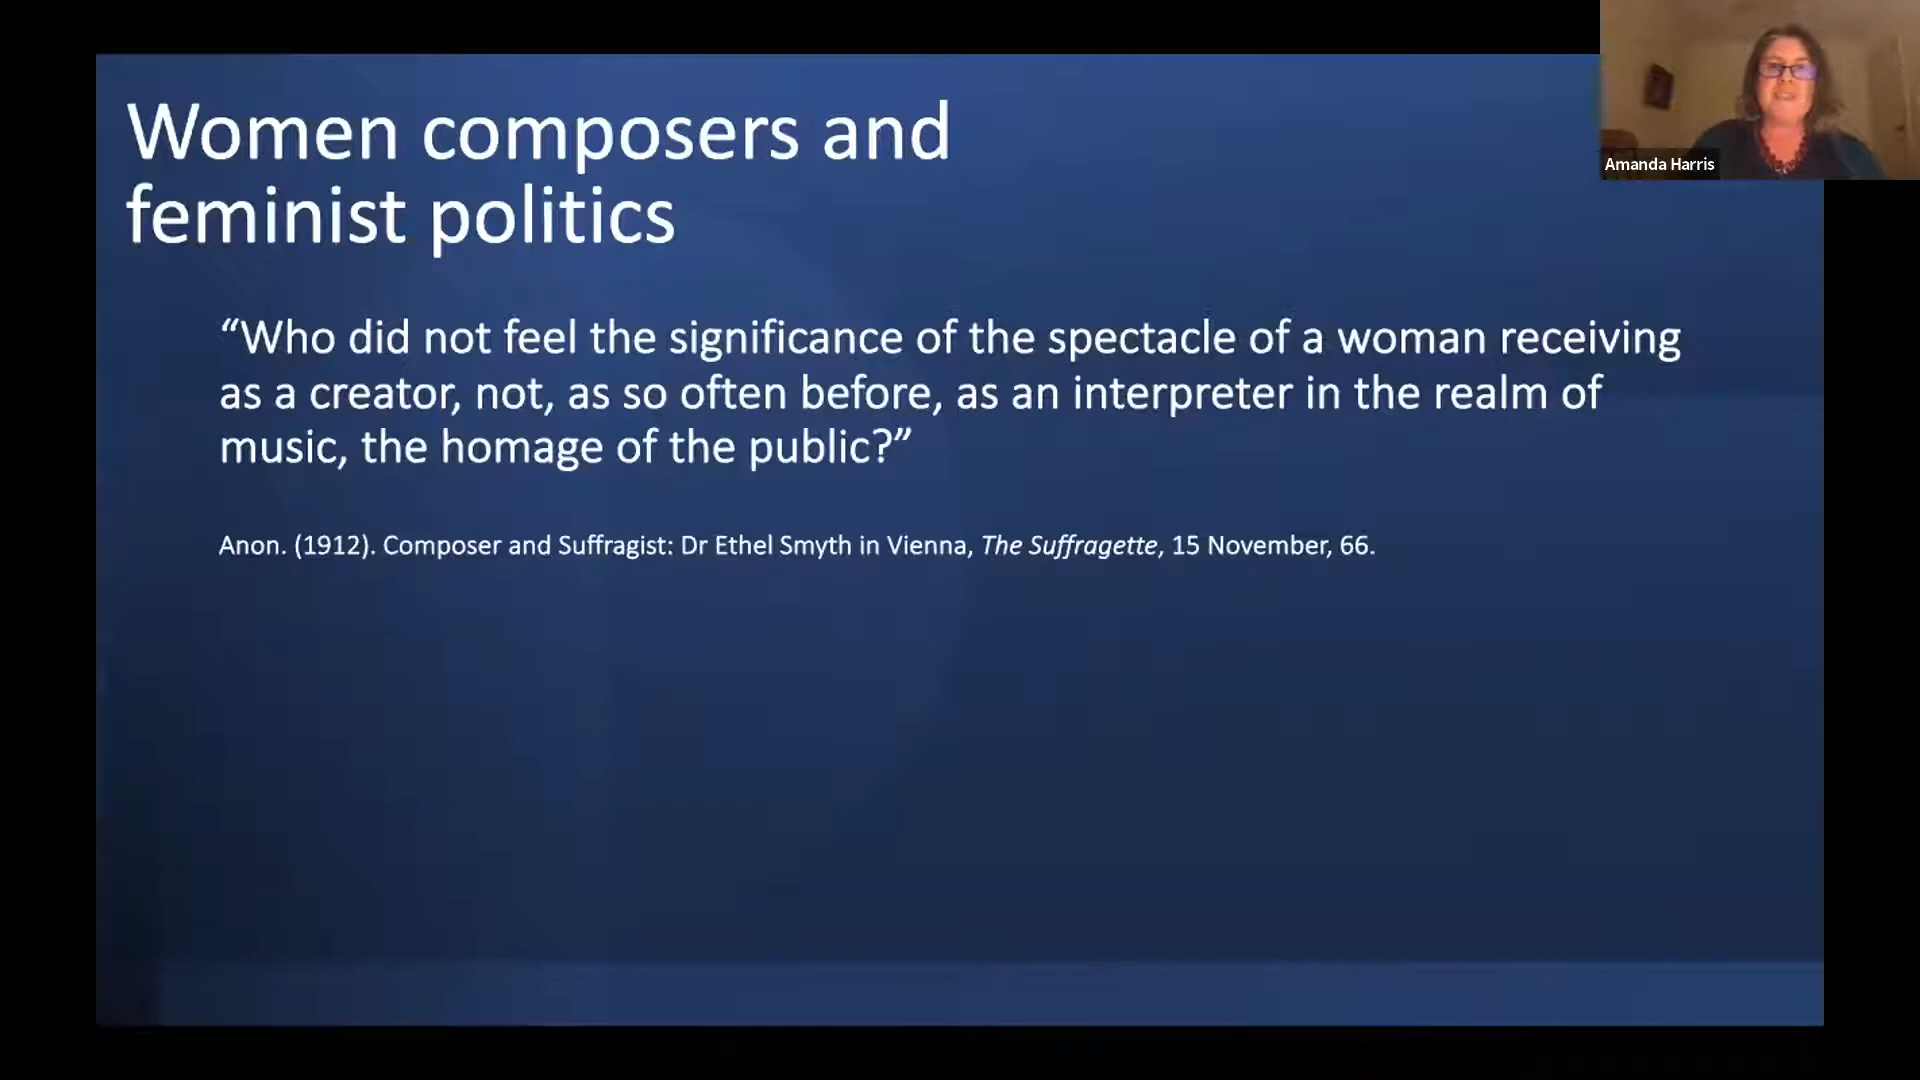 Women composers and
feminist politics
Amanda Harris
“Who did not feel the significance of the spectacle of a woman receiving
as a creator, not, as so often before, as an interpreter in the realm of
music, the homage of the public?”
Anon. (1912). Composer and Suffragist: Dr Ethel Smyth in Vienna, The Suffragette, 15 November, 66.